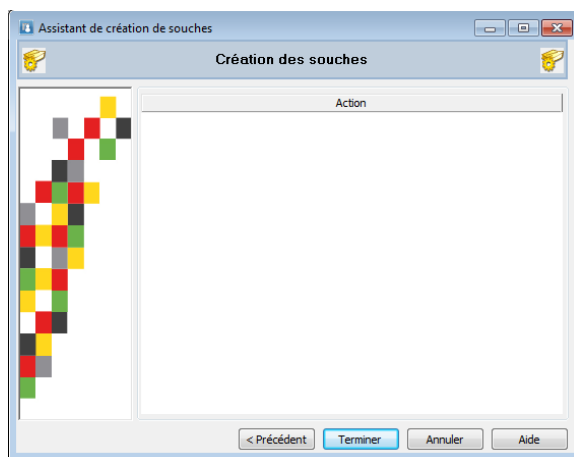 Assistant de création de souches
Création des souches
Action
< Précédent
Terminer
Annuler
Aide